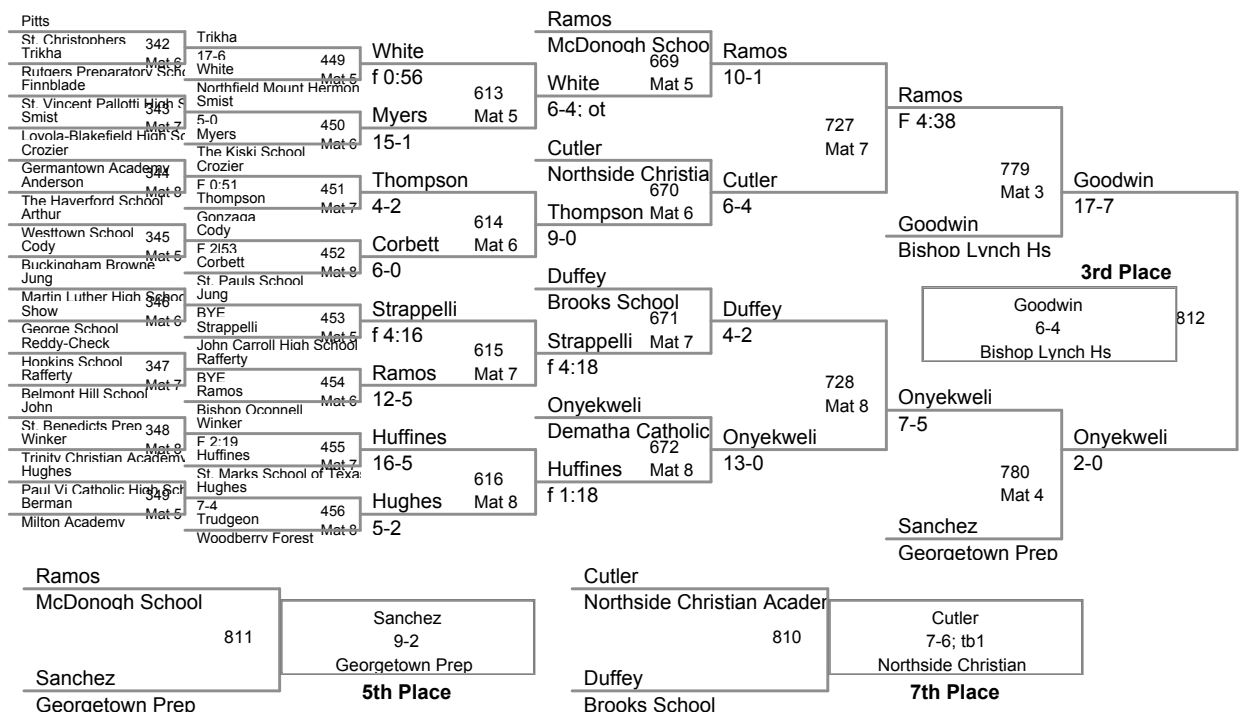 Pitts
St. Christophers
342
Mat 6
Trikha
Rutgers Preparatory Scho
Finnblade
St. Vincent Pallotti High S
343
Mat 7
Smist
Loyola-Blakefield High Sc
Crozier
Germantown Academy
344
Mat 8
Anderson
The Haverford School
Arthur
Westtown School
345
Mat 5
Cody
Buckingham Browne
Jung
Martin Luther High Schoo
346
Mat 6
Show
George School
Reddy-Check
Hopkins School
347
Mat 7
Rafferty
Belmont Hill School
John
St. Benedicts Prep
348
Mat 8
Winker
Trinity Christian Academy
Hughes
Paul Vi Catholic High Sch
349
Mat 5
Berman
Milton Academy
Trikha
17-6
449
Mat 5
White
Northfield Mount Hermon
Smist
5-0
450
Mat 6
Myers
The Kiski School
Crozier
F 0:51
451
Mat 7
Thompson
Gonzaga
Cody
F 2|53
452
Mat 8
Corbett
St. Pauls School
Jung
BYE
453
Mat 5
Strappelli
John Carroll High School
Rafferty
BYE
454
Mat 6
Ramos
Bishop Oconnell
Winker
F 2:19
455
Mat 7
Huffines
St. Marks School of Texas
Hughes
7-4
456
Mat 8
Trudgeon
Woodberry Forest
White
f 0:56
613
Mat 5
Myers
15-1
Thompson
4-2
614
Mat 6
Corbett
6-0
Strappelli
f 4:16
615
Mat 7
Ramos
12-5
Huffines
16-5
616
Mat 8
Hughes
5-2
Ramos
McDonogh Schoo
669
Mat 5
White
6-4; ot
Cutler
Northside Christia
670
Mat 6
Thompson
9-0
Duffey
Brooks School
671
Mat 7
Strappelli
f 4:18
Onyekweli
Dematha Catholic
672
Mat 8
Huffines
f 1:18
Ramos
10-1
727
Mat 7
Cutler
6-4
Duffey
4-2
728
Mat 8
Onyekweli
13-0
Ramos
F 4:38
779
Mat 3
Goodwin
Bishop Lynch Hs
Onyekweli
7-5
780
Mat 4
Sanchez
Georgetown Prep
Goodwin
17-7
3rd Place
Goodwin
6-4
Bishop Lynch Hs
812
Onyekweli
2-0
Ramos
McDonogh School
811
Sanchez
Georgetown Prep
Sanchez
9-2
Georgetown Prep
5th Place
Cutler
Northside Christian Academ
810
Duffey
Brooks School
Cutler
7-6; tb1
Northside Christian
7th Place